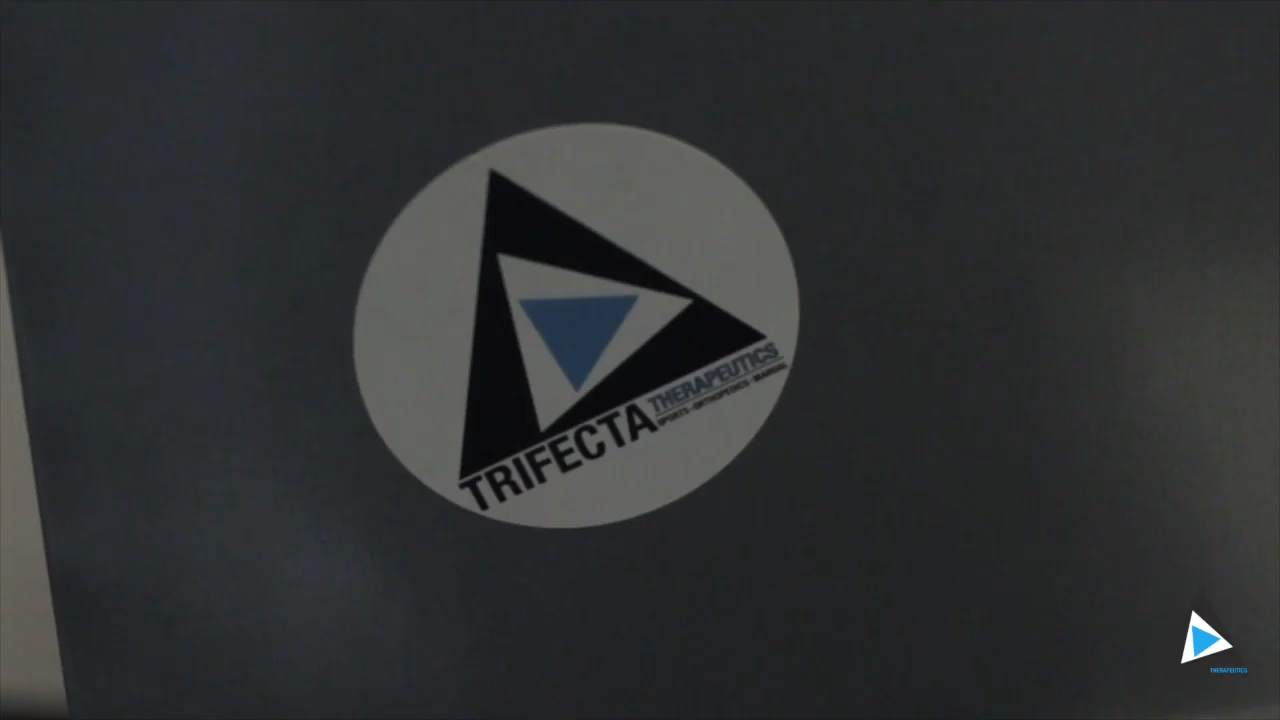 TRIFECTA THERAPEUTICS
SPORTS · ORTHOPEDICS · MANUAL
THERAPEUTICS